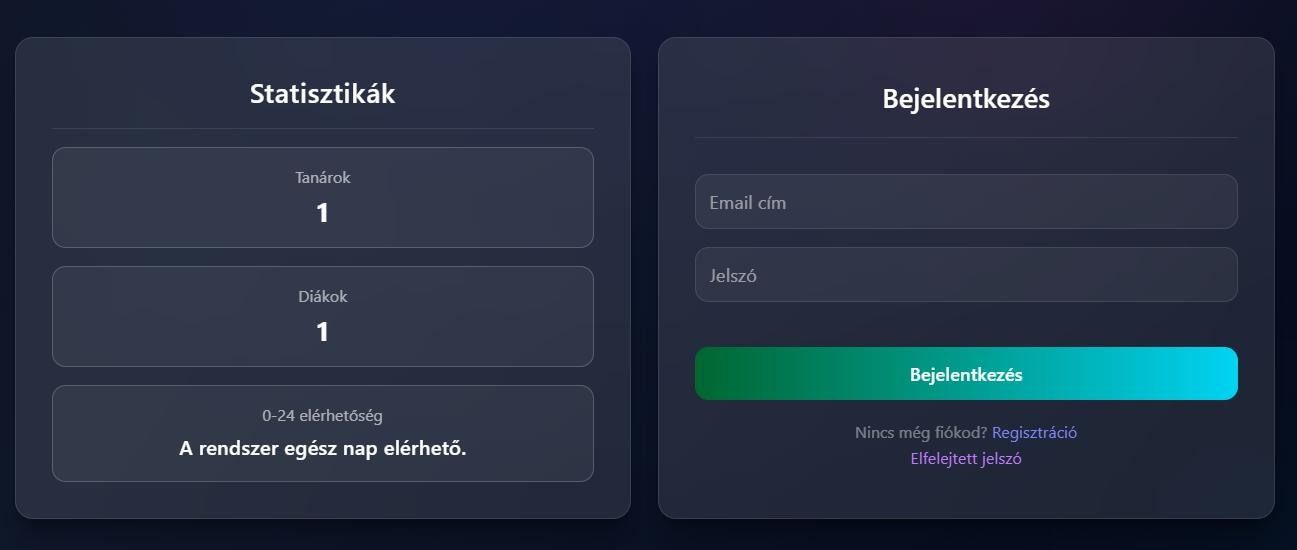 Statisztikák
Tanárok
1
Diákok
1
0-24 elérhetőség
A rendszer egész nap elérhető.
Bejelentkezés
Email cím
Jelszó
Bejelentkezés
Nincs még fiókod? Regisztráció
Elfelejtett jelszó